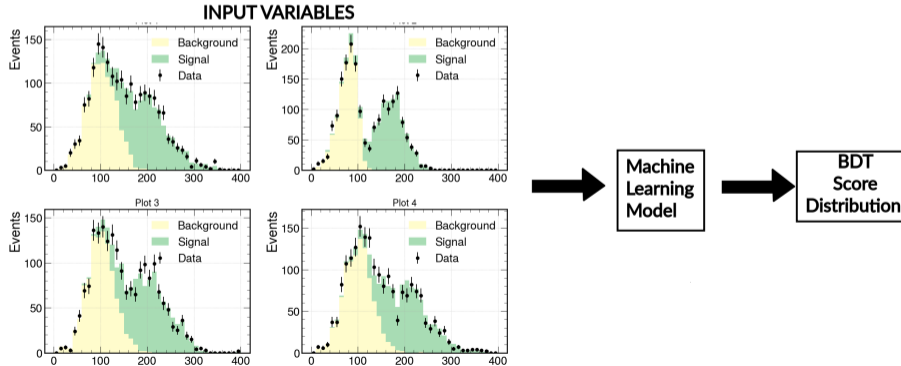 INPUT VARIABLES
Events
150
100
50
0
0 100 200 300 400
Background
Signal
Data
Events
200
150
100
50
0
0 100 200 300 400
Background
Signal
Data
Plot 3
Events
150
100
50
0
0 100 200 300 400
Background
Signal
Data
Plot 4
Events
150
100
50
0
0 100 200 300 400
Background
Signal
Data
Machine
Learning
Model
BDT
Score
Distribution